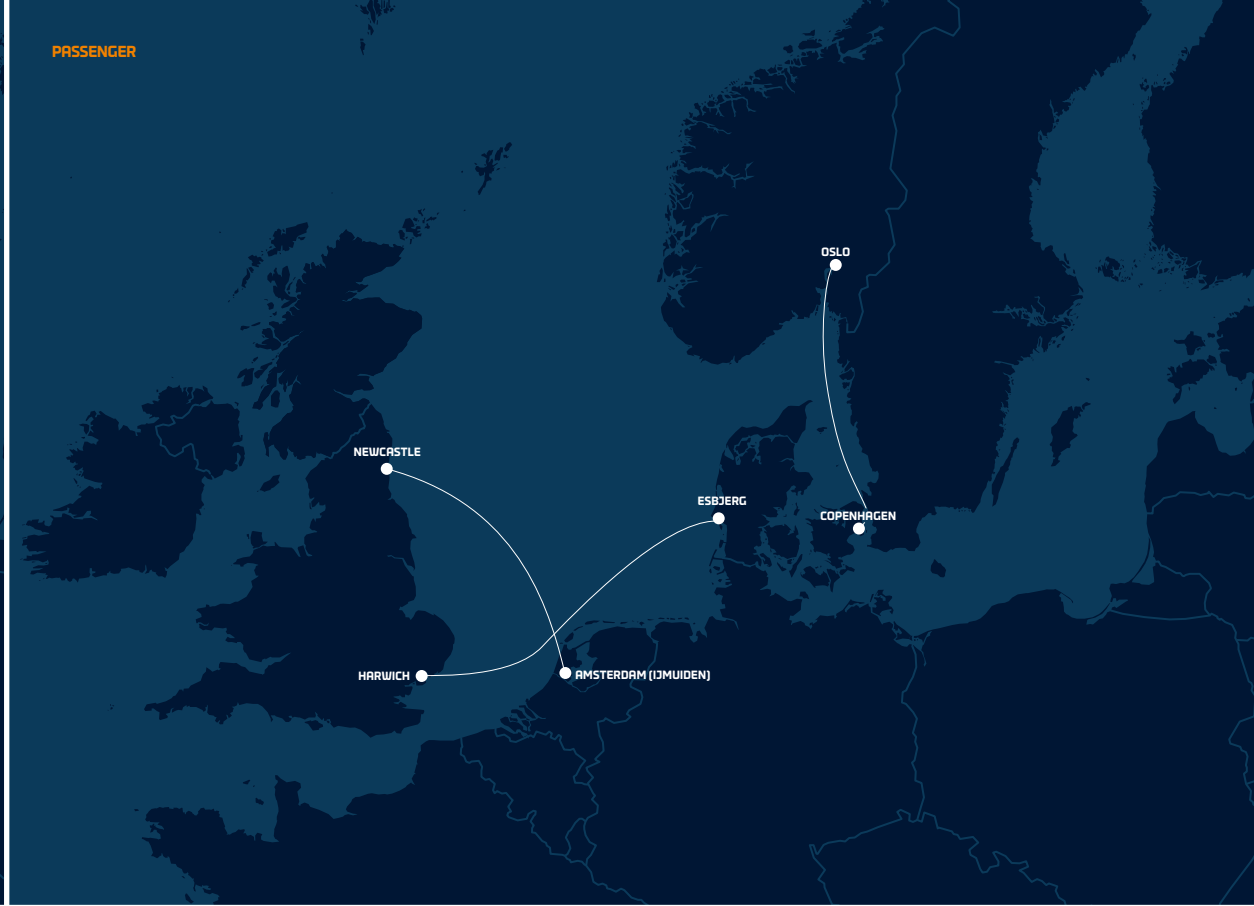 PASSENGER
OSLO
NEWCASTLE
ESBJERG
COPENHAGEN
HARWICH
AMSTERDAM (IJMUIDEN)